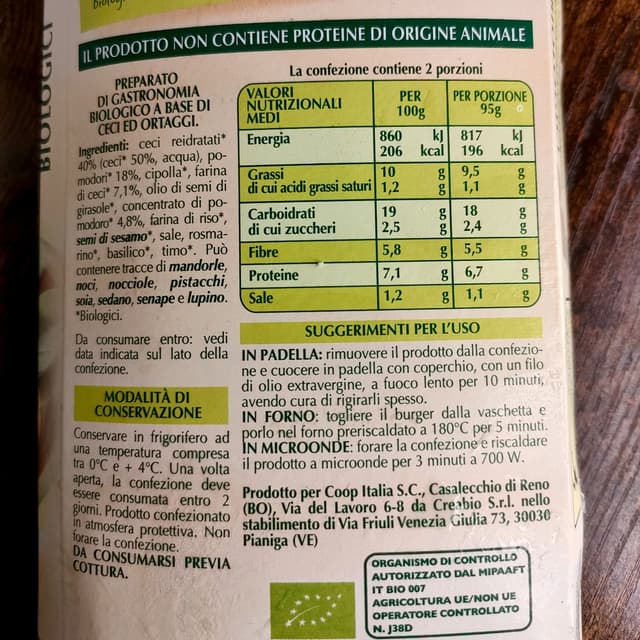 BIOLOGICI
IL PRODOTTO NON CONTIENE PROTEINE DI ORIGINE ANIMALE
PREPARATO
DI GASTRONOMIA
BIOLOGICO A BASE DI
CECI ED ORTAGGI.
Ingredienti: ceci reidratati*
40% (ceci* 50%, acqua), po-
modori* 18%, cipolla*, farina
di ceci* 7,1%, olio di semi di
girasole*, concentrato di po-
modoro* 4,8%, farina di riso*,
semi di sesamo*, sale, rosma-
rino*, basilico*, timo*. Può
contenere tracce di mandorle,
noci, nocciole, pistacchi,
soia, sedano, senape e lupino.
*Biologici.
Da consumare entro: vedi
data indicata sul lato della
confezione.
MODALITÀ DI
CONSERVAZIONE
Conservare in frigorifero ad
una temperatura compresa
tra 0°C e + 4°C. Una volta
aperta, la confezione deve
essere consumata entro 2
giorni. Prodotto confezionato
in atmosfera protettiva. Non
forare la confezione.
DA CONSUMARSI PREVIA
COTTURA.
La confezione contiene 2 porzioni
VALORI
NUTRIZIONALI
MEDI
PER
100g
PER PORZIONE
95g
Energia 860 kJ 817 kJ
206 kcal 196 kcal
Grassi 10 g 9,5 g
di cui acidi grassi saturi 1,2 g 1,1 g
Carboidrati 19 g 18 g
di cui zuccheri 2,5 g 2,4 g
Fibre 5,8 g 5,5 g
Proteine 7,1 g 6,7 g
Sale 1,2 g 1,1 g
SUGGERIMENTI PER L'USO
IN PADELLA: rimuovere il prodotto dalla confezio-
ne e cuocere in padella con coperchio, con un filo
di olio extravergine, a fuoco lento per 10 minuti,
avendo cura di rigirarli spesso.
IN FORNO: togliere il burger dalla vaschetta e
porlo nel forno preriscaldato a 180°C per 5 minuti.
IN MICROONDE: forare la confezione e riscaldare
il prodotto a microonde per 3 minuti a 700 W.
Prodotto per Coop Italia S.C., Casalecchio di Reno
(BO), Via del Lavoro 6-8 da Creabio S.r.l. nello
stabilimento di Via Friuli Venezia Giulia 73, 30030
Pianiga (VE)
ORGANISMO DI CONTROLLO
AUTORIZZATO DAL MIPAAFT
IT BIO 007
AGRICOLTURA UE/NON UE
OPERATORE CONTROLLATO
N. J38D